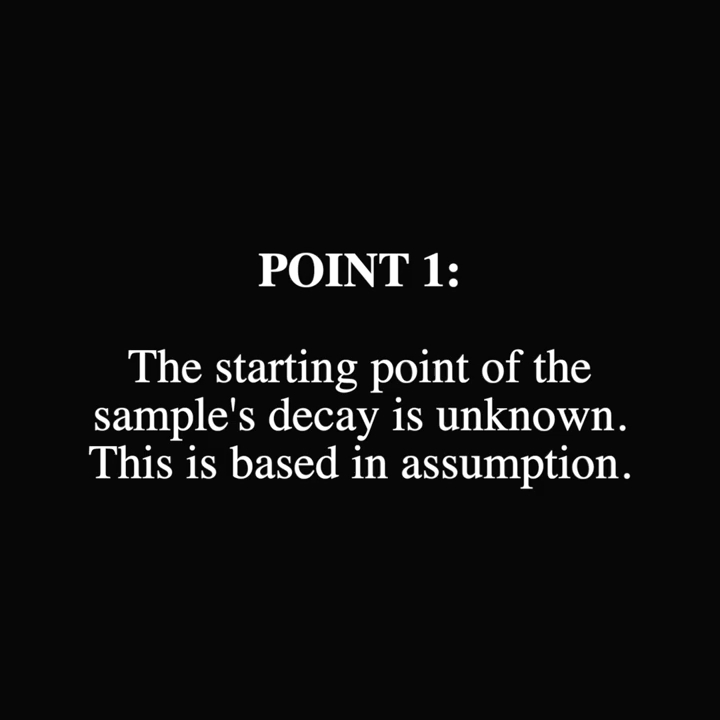 POINT 1:
The starting point of the
sample's decay is unknown.
This is based in assumption.